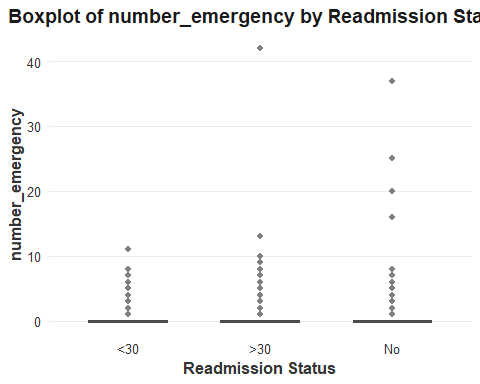 Boxplot of number_emergency by Readmission Sta
number_emergency
40
30
20
10
0
<30
>30
No
Readmission Status